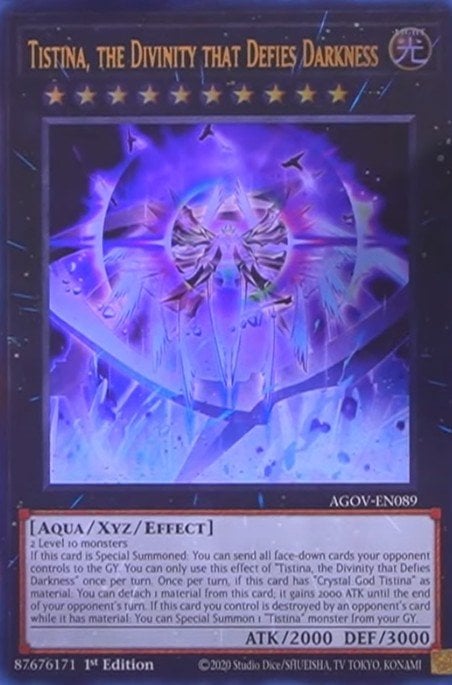 Tistina, the Divinity that Defies Darkness
LIGHT
光
AGOV-EN089
[Aqua/Xyz/Effect]
2 Level 10 monsters
If this card is Special Summoned: You can send all face-down cards your opponent
controls to the GY. You can only use this effect of "Tistina, the Divinity that Defies
Darkness" once per turn. Once per turn, if this card has "Crystal God Tistina" as
material: You can detach 1 material from this card; it gains 2000 ATK until the end
of your opponent's turn. If this card you control is destroyed by an opponent's card
while it has material: You can Special Summon 1 "Tistina" monster from your GY.
ATK/2000 DEF/3000
87676171 1st Edition ©2020 Studio Dice/SHUEISHA, TV TOKYO, KONAMI